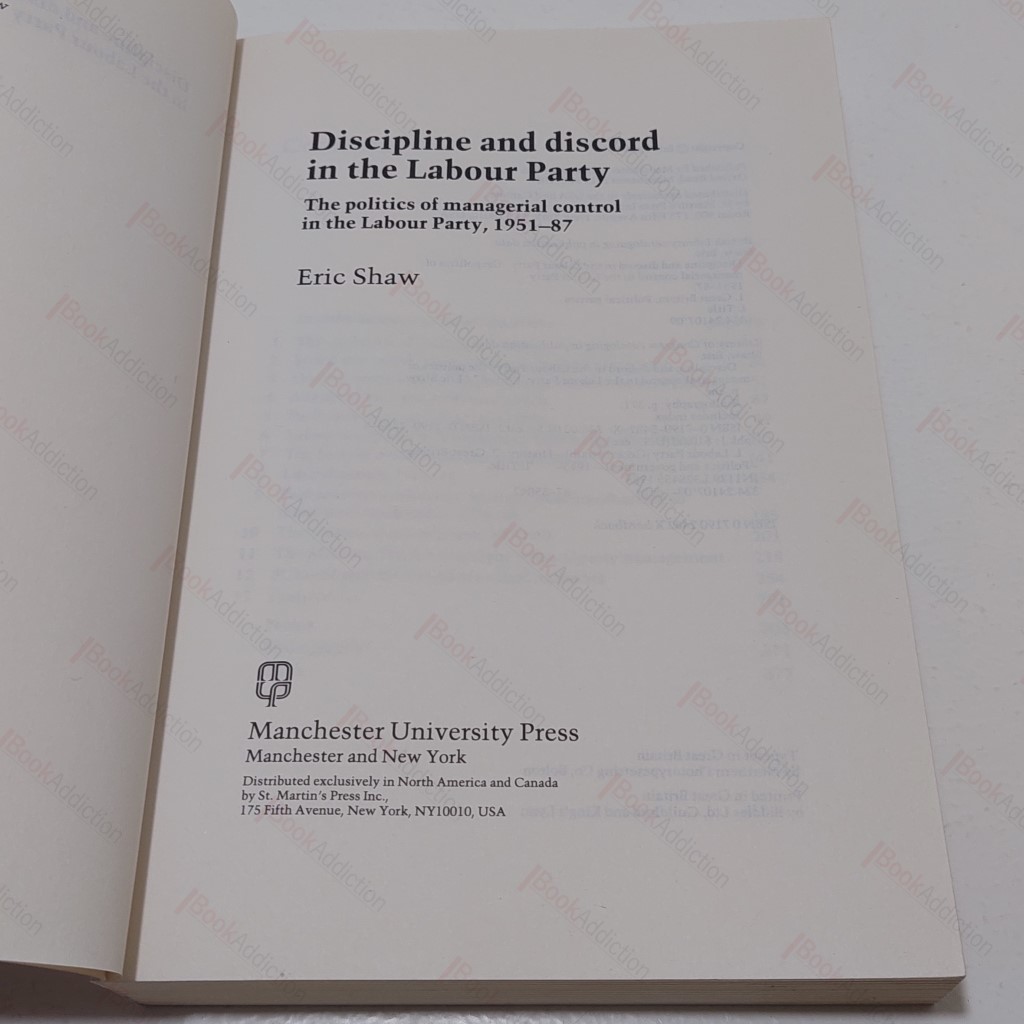 Discipline and discord
in the Labour Party
The politics of managerial control
in the Labour Party, 1951–87
Eric Shaw
mup
Manchester University Press
Manchester and New York
Distributed exclusively in North America and Canada
by St. Martin's Press Inc.,
175 Fifth Avenue, New York, NY10010, USA
BookAddiction